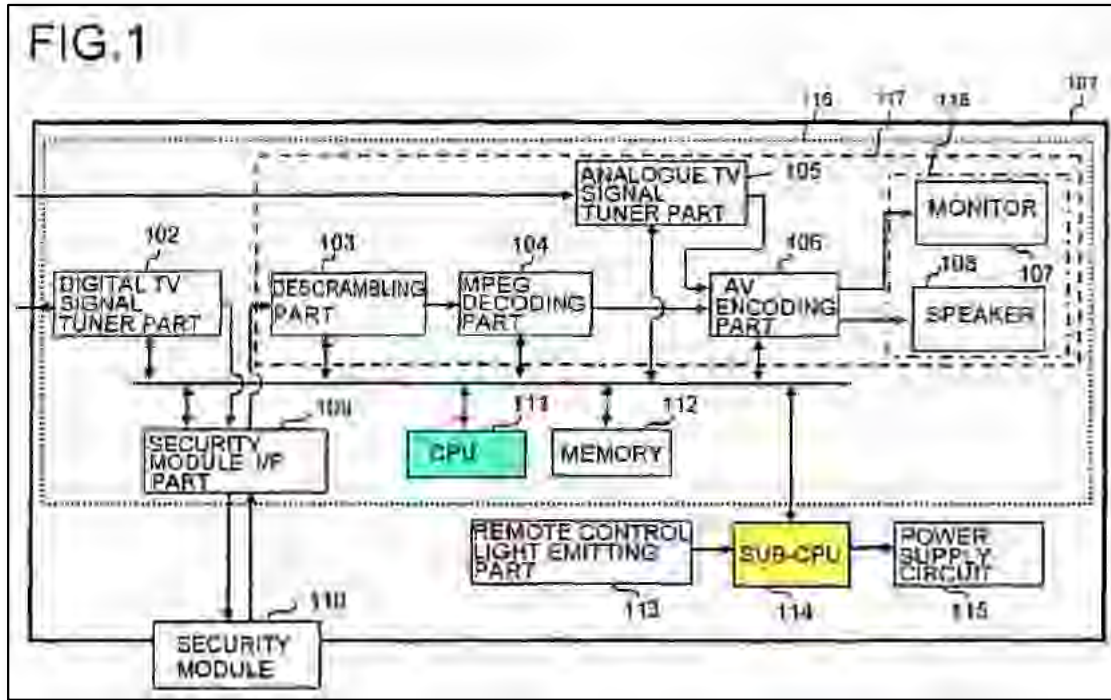 FIG.1
116
117
118
101
ANALOGUE TV
SIGNAL
TUNER PART
105
MONITOR
107
102
DIGITAL TV
SIGNAL
TUNER PART
103
DESCRAMBLING
PART
104
MPEG
DECODING
PART
106
AV
ENCODING
PART
108
SPEAKER
109
SECURITY
MODULE I/F
PART
111
CPU
112
MEMORY
REMOTE CONTROL
LIGHT EMITTING
PART
113
SUB-CPU
114
POWER
SUPPLY
CIRCUIT
115
110
SECURITY
MODULE